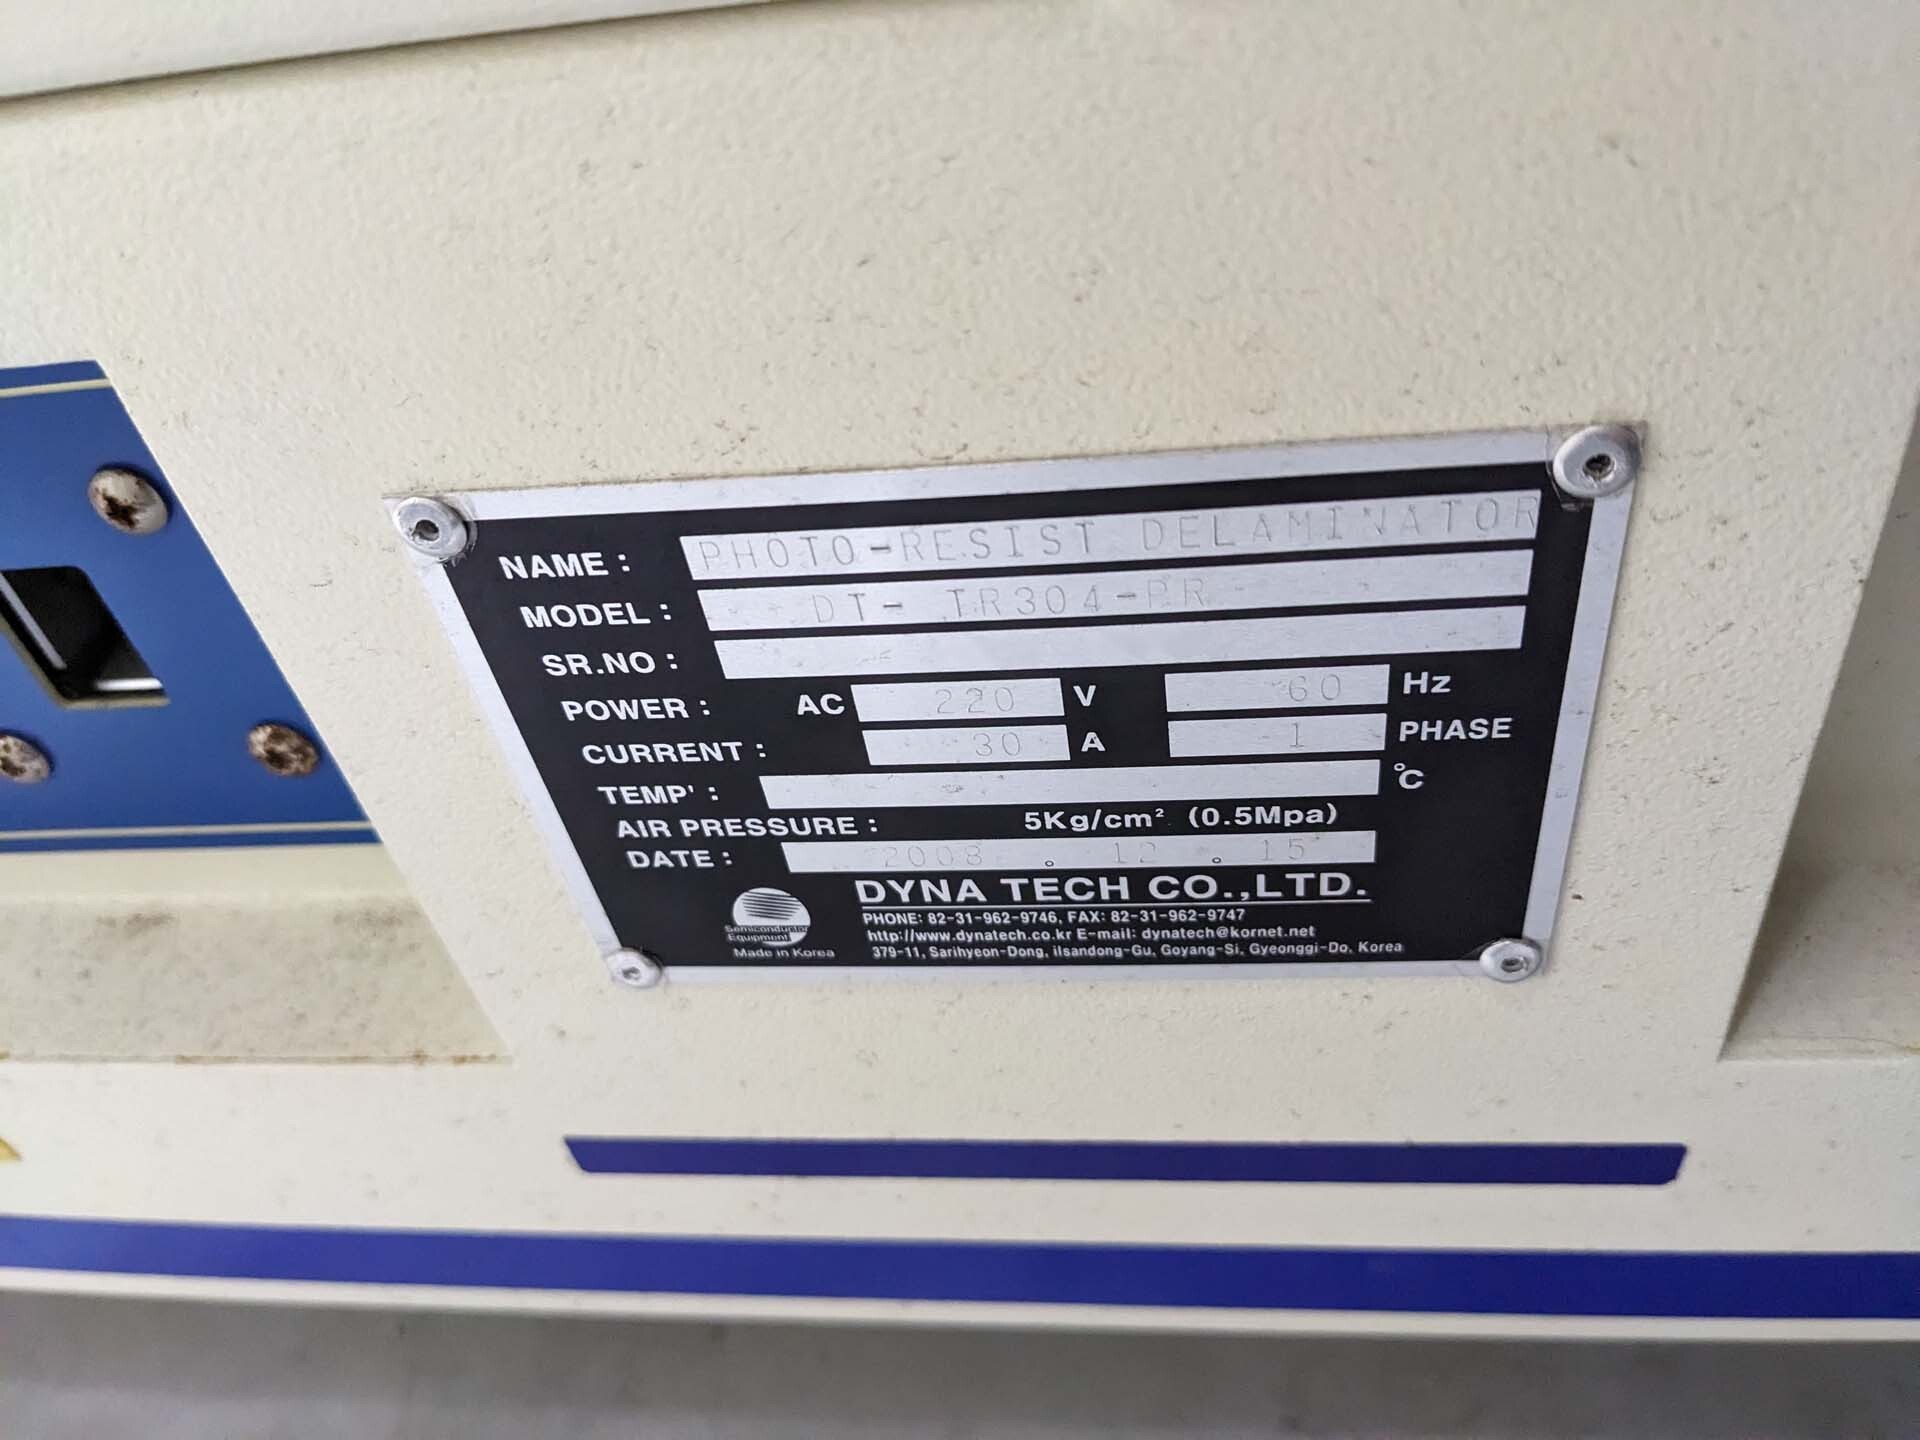 NAME : PHOTO-RESIST DELAMINATOR
MODEL : DT- TR304-PR
SR.NO :
POWER : AC 220 V 60 Hz
CURRENT : 30 A 1 PHASE
TEMP' : °C
AIR PRESSURE : 5Kg/cm² (0.5Mpa)
DATE : 2008 . 12 . 15
DYNA TECH CO.,LTD.
PHONE: 82-31-962-9746, FAX: 82-31-962-9747
http://www.dynatech.co.kr E-mail: dynatech@kornet.net
379-11, Sarihyeon-Dong, ilsandong-Gu, Goyang-Si, Gyeonggi-Do, Korea
Semiconductor
Equipment
Made in Korea